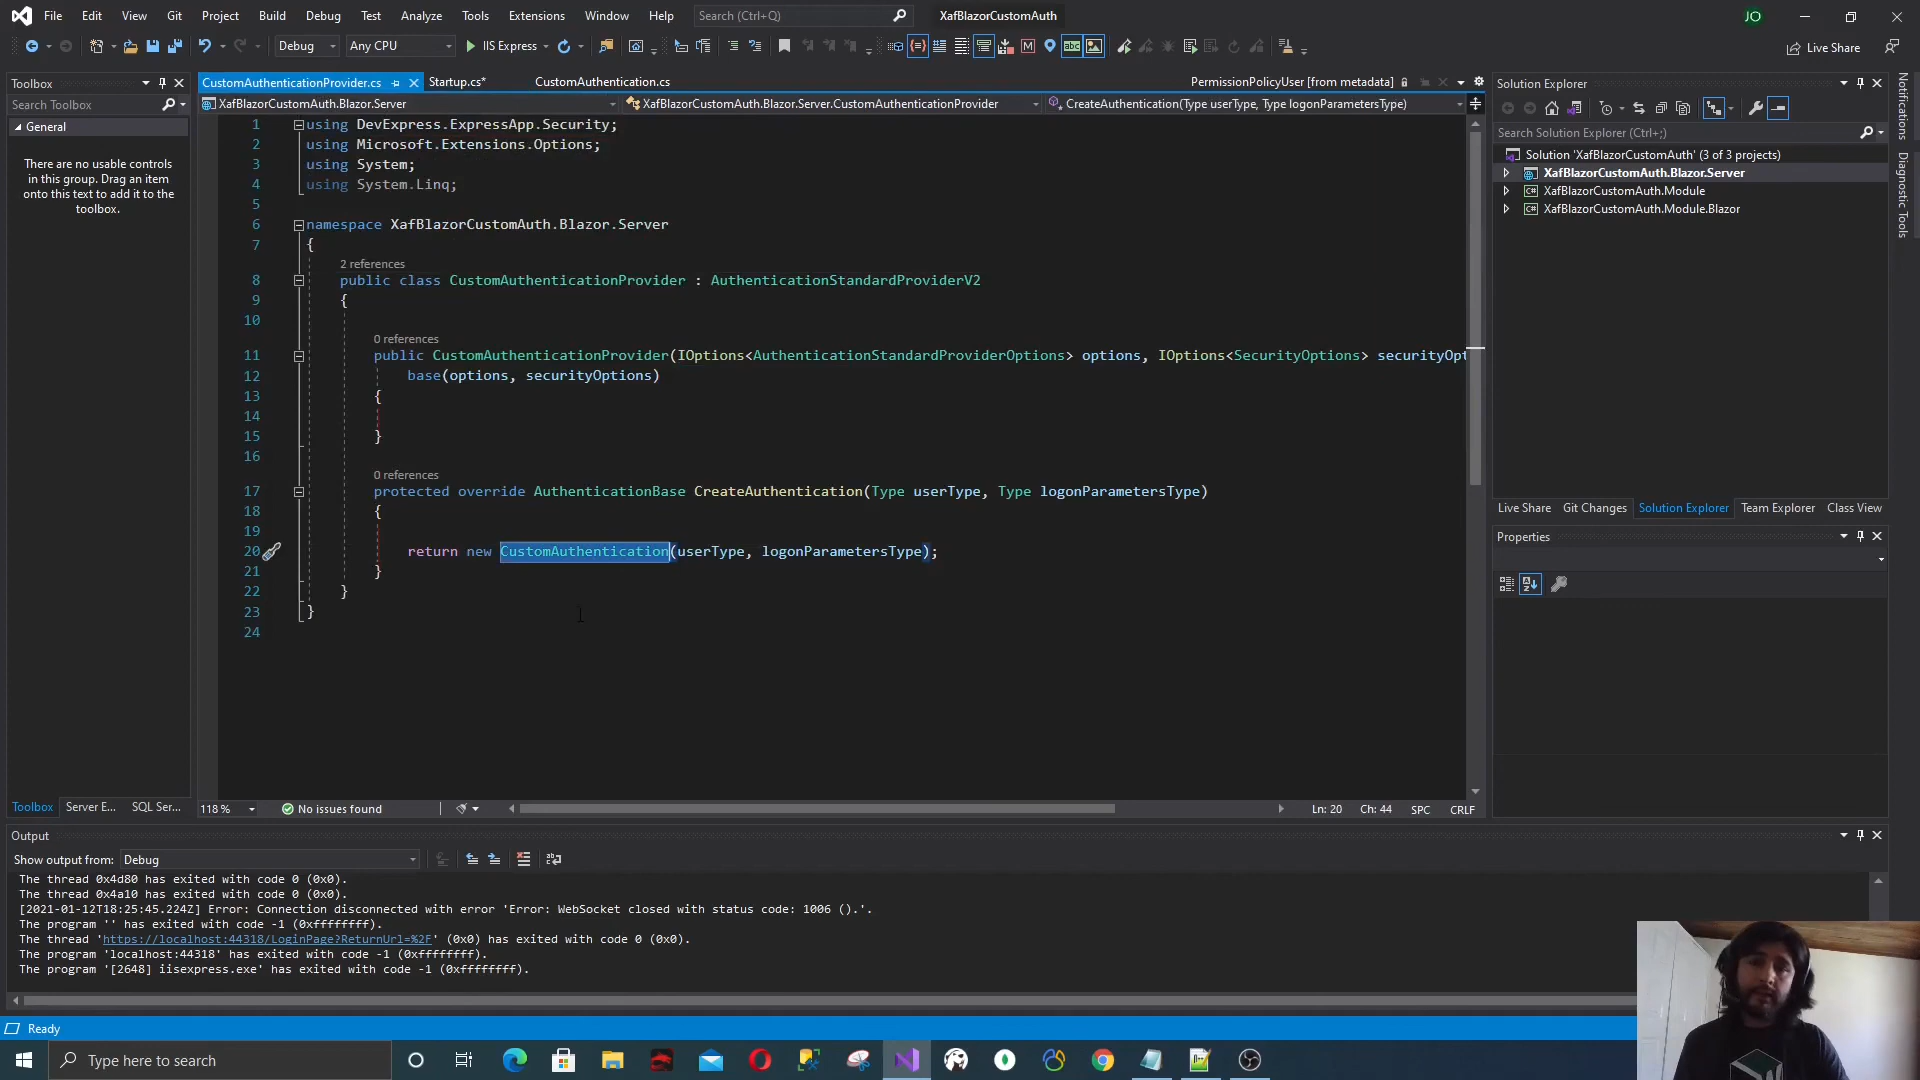 File Edit View Git Project Build Debug Test Analyze Tools Extensions Window Help Search (Ctrl+Q) XafBlazorCustomAuth JO
Debug Any CPU IIS Express Live Share
Toolbox
Search Toolbox
General
There are no usable controls
in this group. Drag an item
onto this text to add it to the
toolbox.
Toolbox Server E... SQL Ser...
CustomAuthenticationProvider.cs Startup.cs* CustomAuthentication.cs PermissionPolicyUser [from metadata]
XafBlazorCustomAuth.Blazor.Server XafBlazorCustomAuth.Blazor.Server.CustomAuthenticationProvider CreateAuthentication(Type userType, Type logonParametersType)
1 using DevExpress.ExpressApp.Security;
2 using Microsoft.Extensions.Options;
3 using System;
4 using System.Linq;
5
6 namespace XafBlazorCustomAuth.Blazor.Server
7 {
2 references
8 public class CustomAuthenticationProvider : AuthenticationStandardProviderV2
9 {
10
0 references
11 public CustomAuthenticationProvider(IOptions<AuthenticationStandardProviderOptions> options, IOptions<SecurityOptions> securityOpt
12 base(options, securityOptions)
13 {
14
15 }
16
0 references
17 protected override AuthenticationBase CreateAuthentication(Type userType, Type logonParametersType)
18 {
19
20 return new CustomAuthentication(userType, logonParametersType);
21 }
22 }
23 }
24
118 % No issues found Ln: 20 Ch: 44 SPC CRLF
Solution Explorer
Search Solution Explorer (Ctrl+;)
Solution 'XafBlazorCustomAuth' (3 of 3 projects)
XafBlazorCustomAuth.Blazor.Server
C# XafBlazorCustomAuth.Module
C# XafBlazorCustomAuth.Module.Blazor
Live Share Git Changes Solution Explorer Team Explorer Class View
Properties
Notifications
Diagnostic Tools
Output
Show output from: Debug
The thread 0x4d80 has exited with code 0 (0x0).
The thread 0x4a10 has exited with code 0 (0x0).
[2021-01-12T18:25:45.224Z] Error: Connection disconnected with error 'Error: WebSocket closed with status code: 1006 ().'.
The program '' has exited with code -1 (0xffffffff).
The thread 'https://localhost:44318/LoginPage?ReturnUrl=%2F' (0x0) has exited with code 0 (0x0).
The program 'localhost:44318' has exited with code -1 (0xffffffff).
The program '[2648] iisexpress.exe' has exited with code -1 (0xffffffff).
Ready
Type here to search